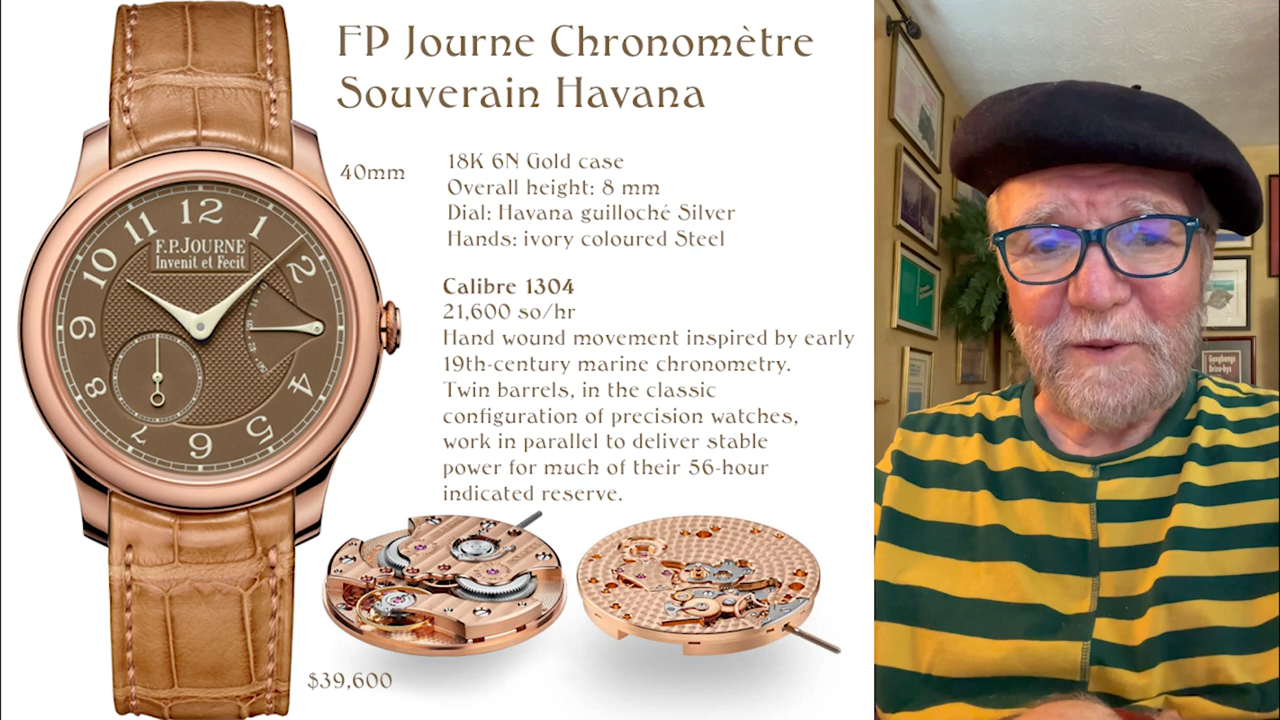 FP Journe Chronomètre
Souverain Havana
40mm
18K 6N Gold case
Overall height: 8 mm
Dial: Havana guilloché Silver
Hands: ivory coloured Steel
Calibre 1304
21,600 so/hr
Hand wound movement inspired by early
19th-century marine chronometry.
Twin barrels, in the classic
configuration of precision watches,
work in parallel to deliver stable
power for much of their 56-hour
indicated reserve.
$39,600
12
11
1
10
2
F.P.JOURNE
Invenit et Fecit
9
8
4
7
5
6
Gangbangs
Drive-bys